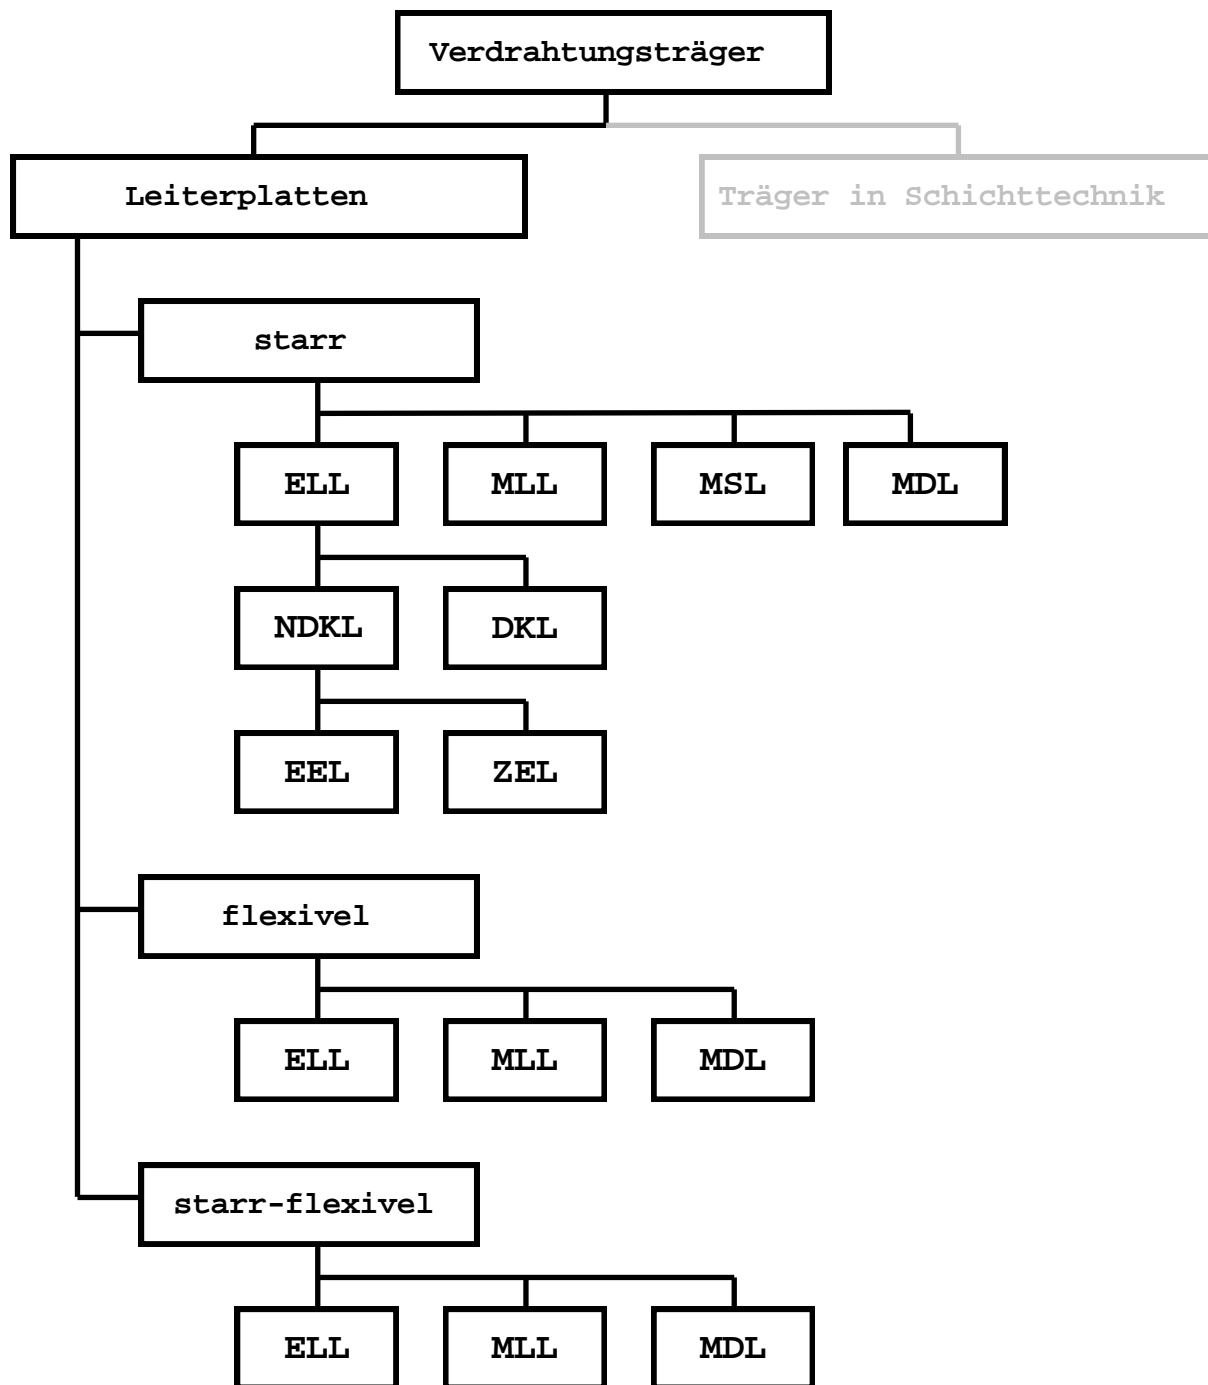 Verdrahtungsträger
Leiterplatten
Träger in Schichttechnik
starr
ELL MLL MSL MDL
NDKL DKL
EEL ZEL
flexivel
ELL MLL MDL
starr-flexivel
ELL MLL MDL